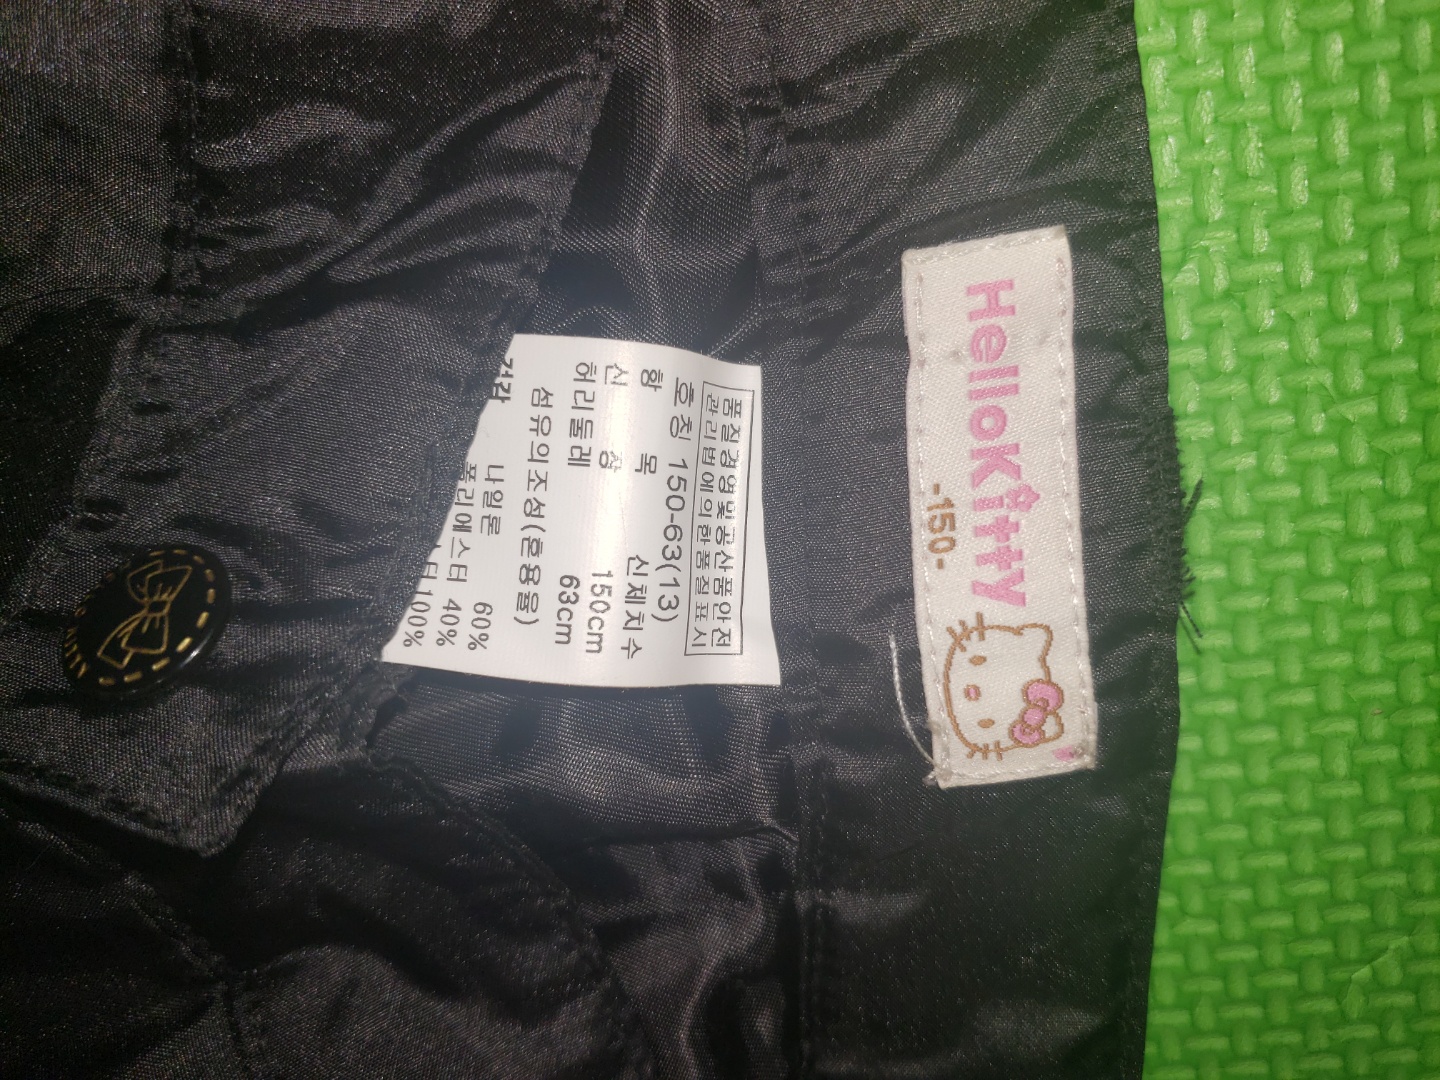 HelloKitty
-150-
품질경영및공산품안전
관리법에의한품질표시
호칭 150-63(13)
항 목 신체치수
신 장 150cm
허리둘레 63cm
섬유의조성(혼용율)
겉감 나일론 60%
폴리에스터 40%
100%